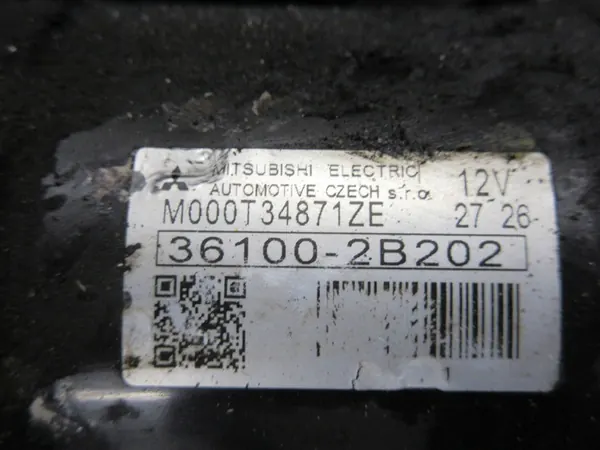 MITSUBISHI ELECTRIC
AUTOMOTIVE CZECH s.r.o. 12V
M000T34871ZE 27 26
36100-2B202